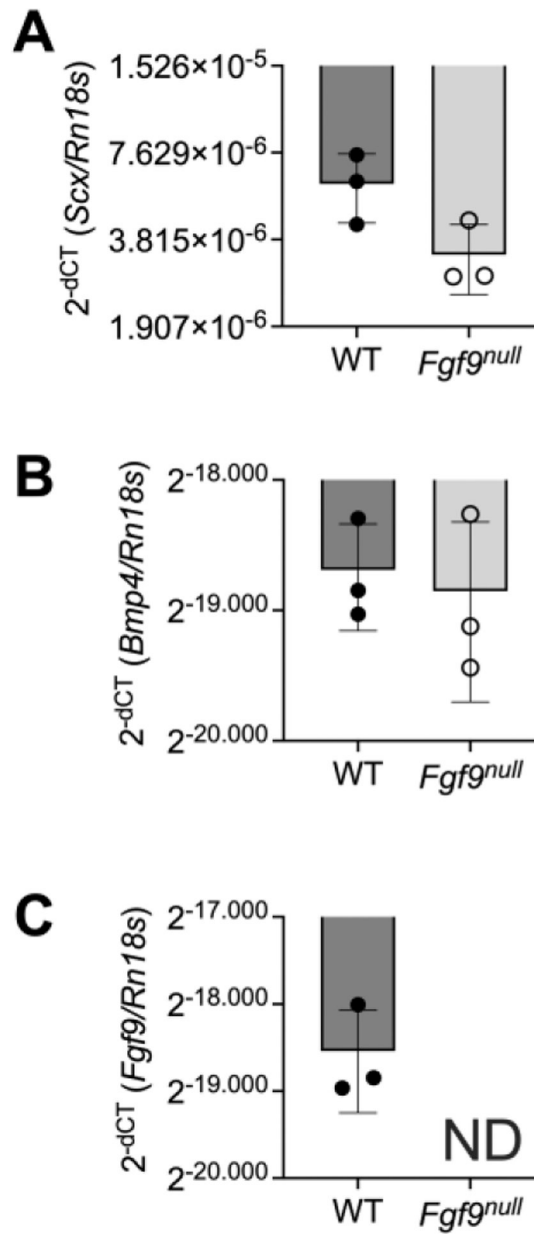 A
2-dCT (Scx/Rn18s)
1.526×10-5
7.629×10-6
3.815×10-6
1.907×10-6
WT Fgf9null
B
2-dCT (Bmp4/Rn18s)
2-18.000
2-19.000
2-20.000
WT Fgf9null
C
2-dCT (Fgf9/Rn18s)
2-17.000
2-18.000
2-19.000
2-20.000
ND
WT Fgf9null